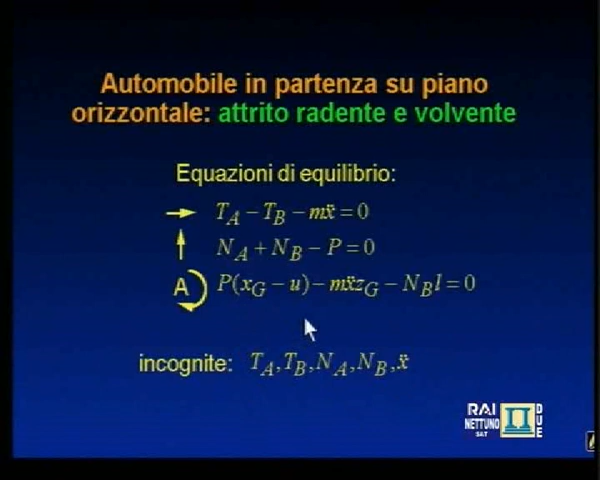 Automobile in partenza su piano
orizzontale: attrito radente e volvente
Equazioni di equilibrio:
T_A − T_B − mẍ = 0
N_A + N_B − P = 0
A P(x_G − u) − mẍz_G − N_B l = 0
incognite: T_A, T_B, N_A, N_B, ẍ
RAI
NETTUNO
SAT
DUE